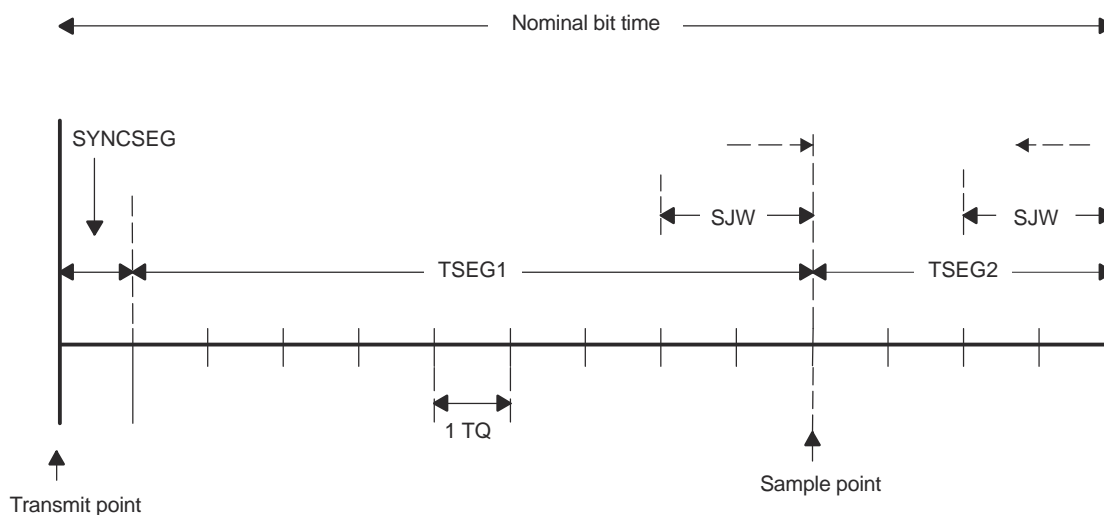 Nominal bit time
SYNCSEG
SJW
SJW
TSEG1
TSEG2
1 TQ
Sample point
Transmit point